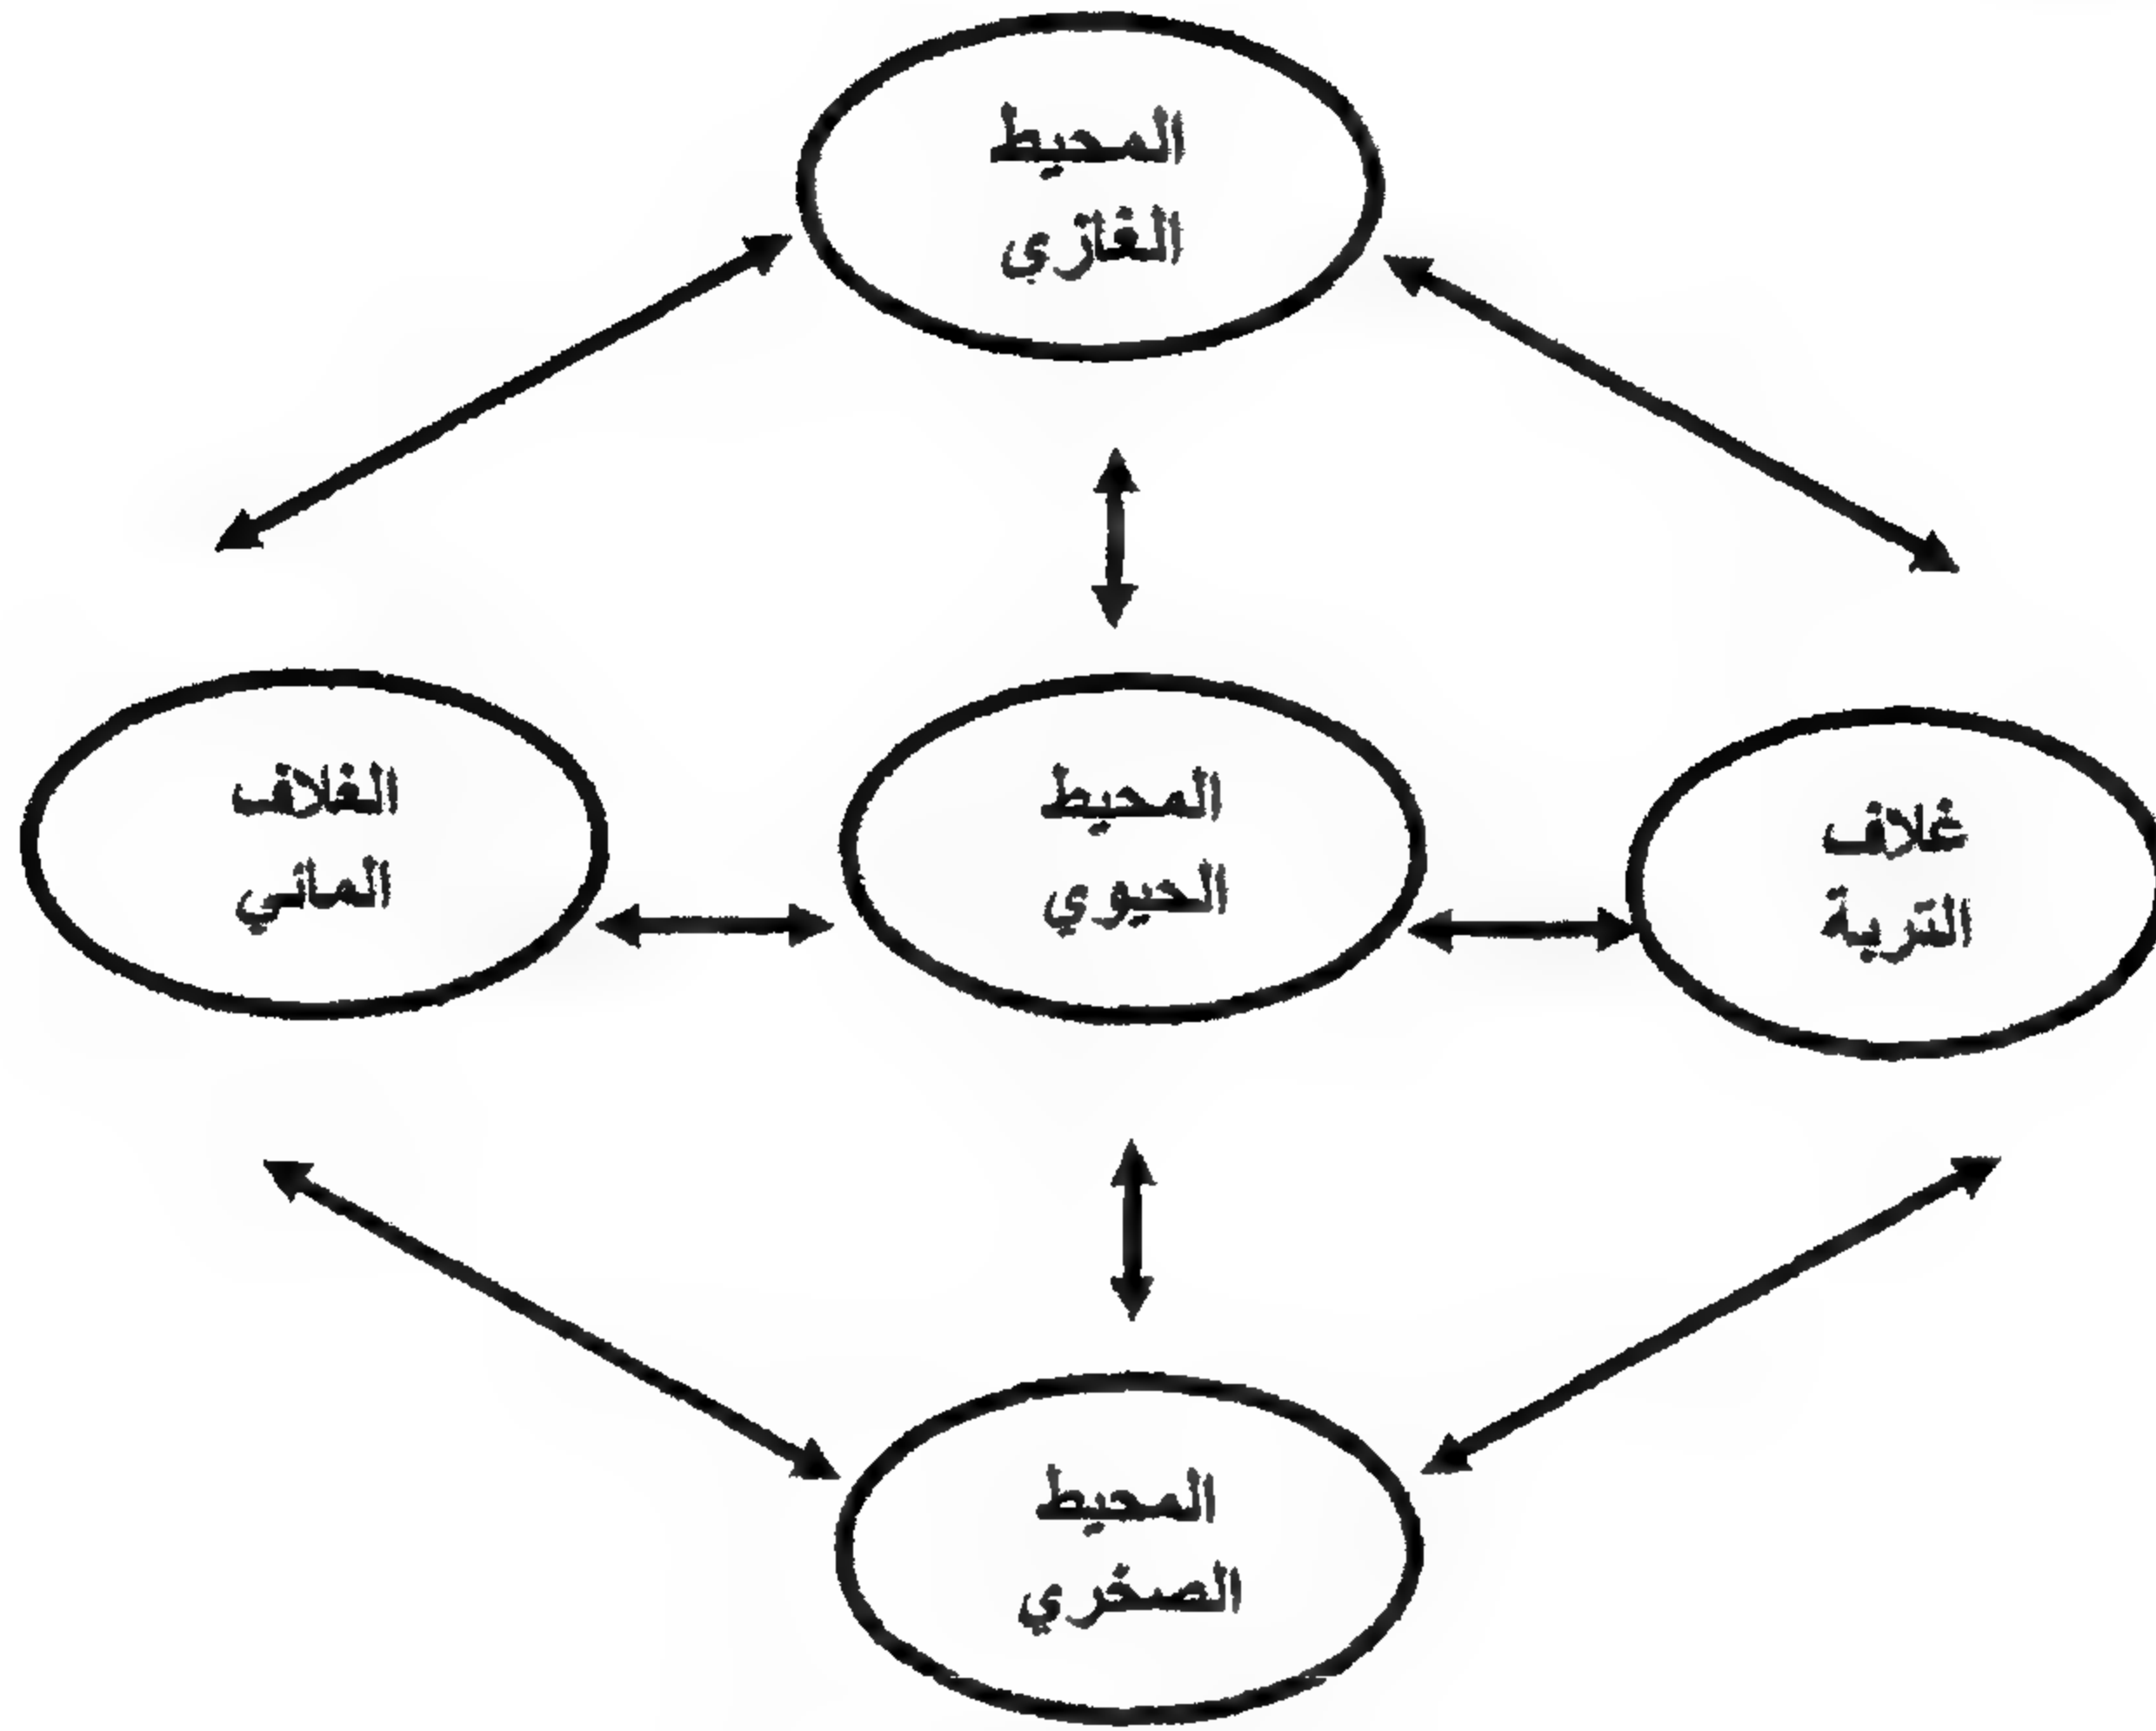 المحيط
الغازي
غلاف
التربة
المحيط
الحيوي
الغلاف
المائي
المحيط
الصخري